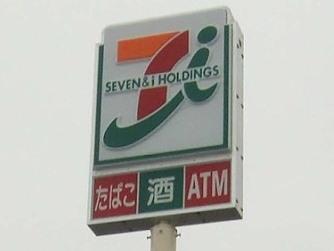 SEVEN & i HOLDINGS
たばこ 酒 ATM